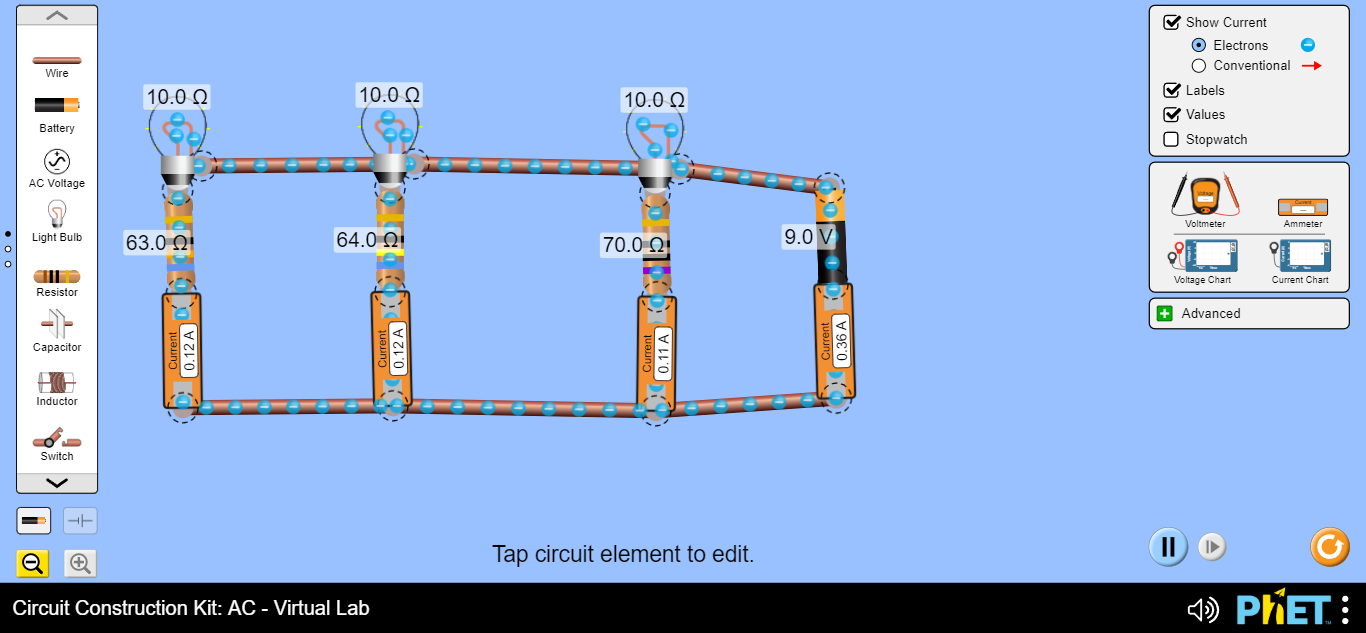 Wire
Battery
AC Voltage
Light Bulb
Resistor
Capacitor
Inductor
Switch
10.0 Ω
10.0 Ω
10.0 Ω
63.0 Ω
64.0 Ω
70.0 Ω
9.0 V
Current
0.12 A
Current
0.12 A
Current
0.11 A
Current
0.36 A
Show Current
Electrons
Conventional
Labels
Values
Stopwatch
Voltage
Voltmeter
Current
Ammeter
Voltage Chart
Current Chart
Advanced
Tap circuit element to edit.
Circuit Construction Kit: AC - Virtual Lab
PhET